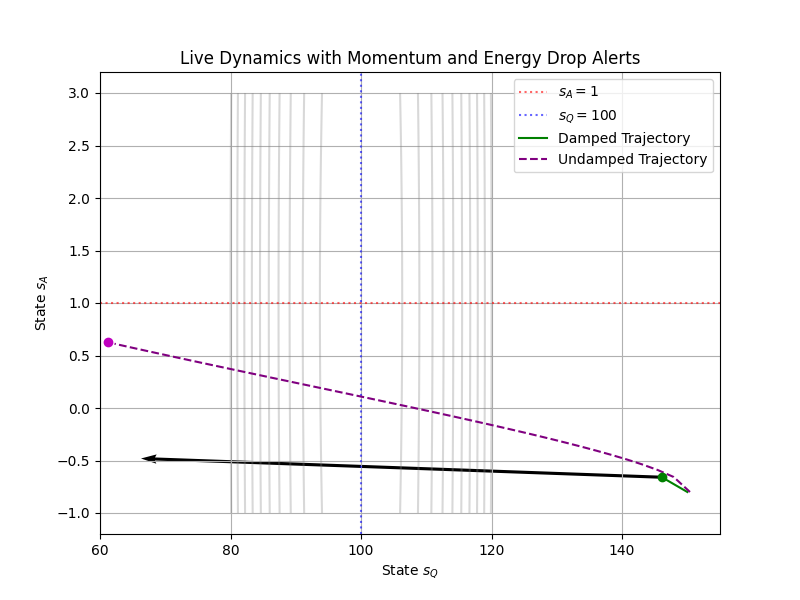 Live Dynamics with Momentum and Energy Drop Alerts
3.0
2.5
2.0
1.5
1.0
0.5
0.0
−0.5
−1.0
State s_A
s_A = 1
s_Q = 100
Damped Trajectory
Undamped Trajectory
60 80 100 120 140
State s_Q